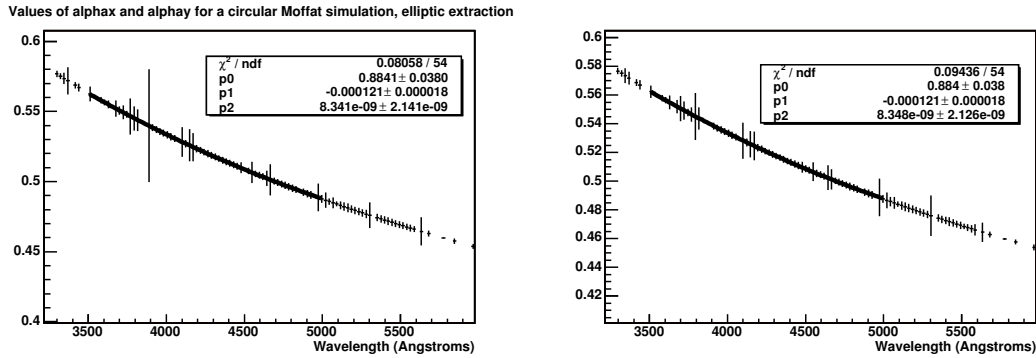 Values of alphax and alphay for a circular Moffat simulation, elliptic extraction
χ² / ndf 0.08058 / 54
p0 0.8841 ± 0.0380
p1 -0.000121 ± 0.000018
p2 8.341e-09 ± 2.141e-09
0.6
0.55
0.5
0.45
0.4
3500 4000 4500 5000 5500
Wavelength (Angstroms)
χ² / ndf 0.09436 / 54
p0 0.884 ± 0.038
p1 -0.000121 ± 0.000018
p2 8.348e-09 ± 2.126e-09
0.6
0.58
0.56
0.54
0.52
0.5
0.48
0.46
0.44
0.42
3500 4000 4500 5000 5500
Wavelength (Angstroms)